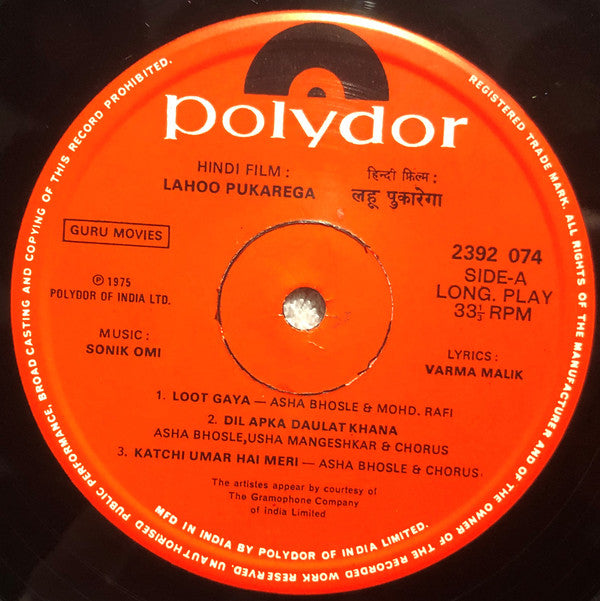 polydor
HINDI FILM :
LAHOO PUKAREGA
हिन्दी फ़िल्म :
लहू पुकारेगा
GURU MOVIES
℗ 1975
POLYDOR OF INDIA LTD.
2392 074
SIDE-A
LONG. PLAY
33⅓ RPM
MUSIC :
SONIK OMI
LYRICS :
VARMA MALIK
1. LOOT GAYA — ASHA BHOSLE & MOHD. RAFI
2. DIL APKA DAULAT KHANA
ASHA BHOSLE, USHA MANGESHKAR & CHORUS
3. KATCHI UMAR HAI MERI — ASHA BHOSLE & CHORUS.
The artistes appear by courtesy of
The Gramophone Company
of India Limited
MFD IN INDIA BY POLYDOR OF INDIA LIMITED.
REGISTERED TRADE MARK. ALL RIGHTS OF THE MANUFACTURER AND OF THE OWNER OF THE RECORDED WORK RESERVED. UNAUTHORISED PUBLIC PERFORMANCE, BROAD CASTING AND COPYING OF THIS RECORD PROHIBITED.